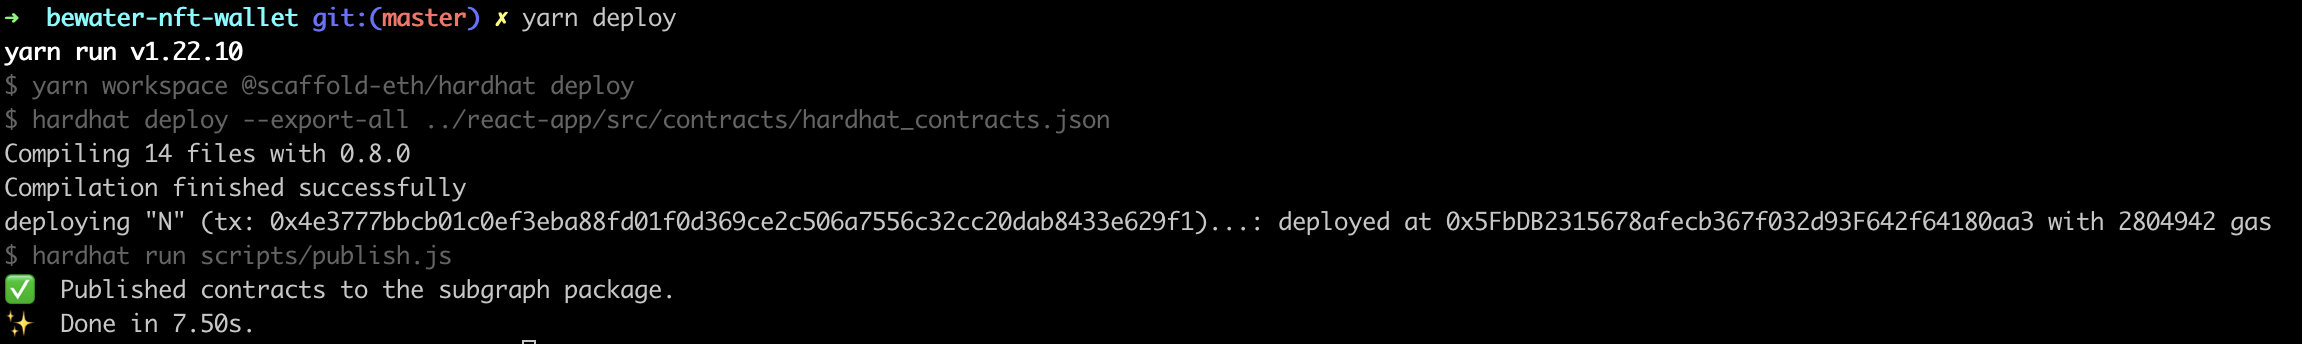 ➜  bewater-nft-wallet git:(master) ✗ yarn deploy
yarn run v1.22.10
$ yarn workspace @scaffold-eth/hardhat deploy
$ hardhat deploy --export-all ../react-app/src/contracts/hardhat_contracts.json
Compiling 14 files with 0.8.0
Compilation finished successfully
deploying "N" (tx: 0x4e3777bbcb01c0ef3eba88fd01f0d369ce2c506a7556c32cc20dab8433e629f1)...: deployed at 0x5FbDB2315678afecb367f032d93F642f64180aa3 with 2804942 gas
$ hardhat run scripts/publish.js
✅  Published contracts to the subgraph package.
✨  Done in 7.50s.